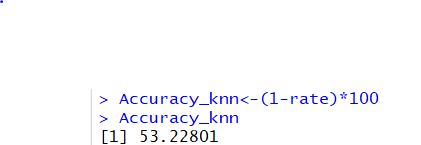 > Accuracy_knn<-(1-rate)*100
> Accuracy_knn
[1] 53.22801